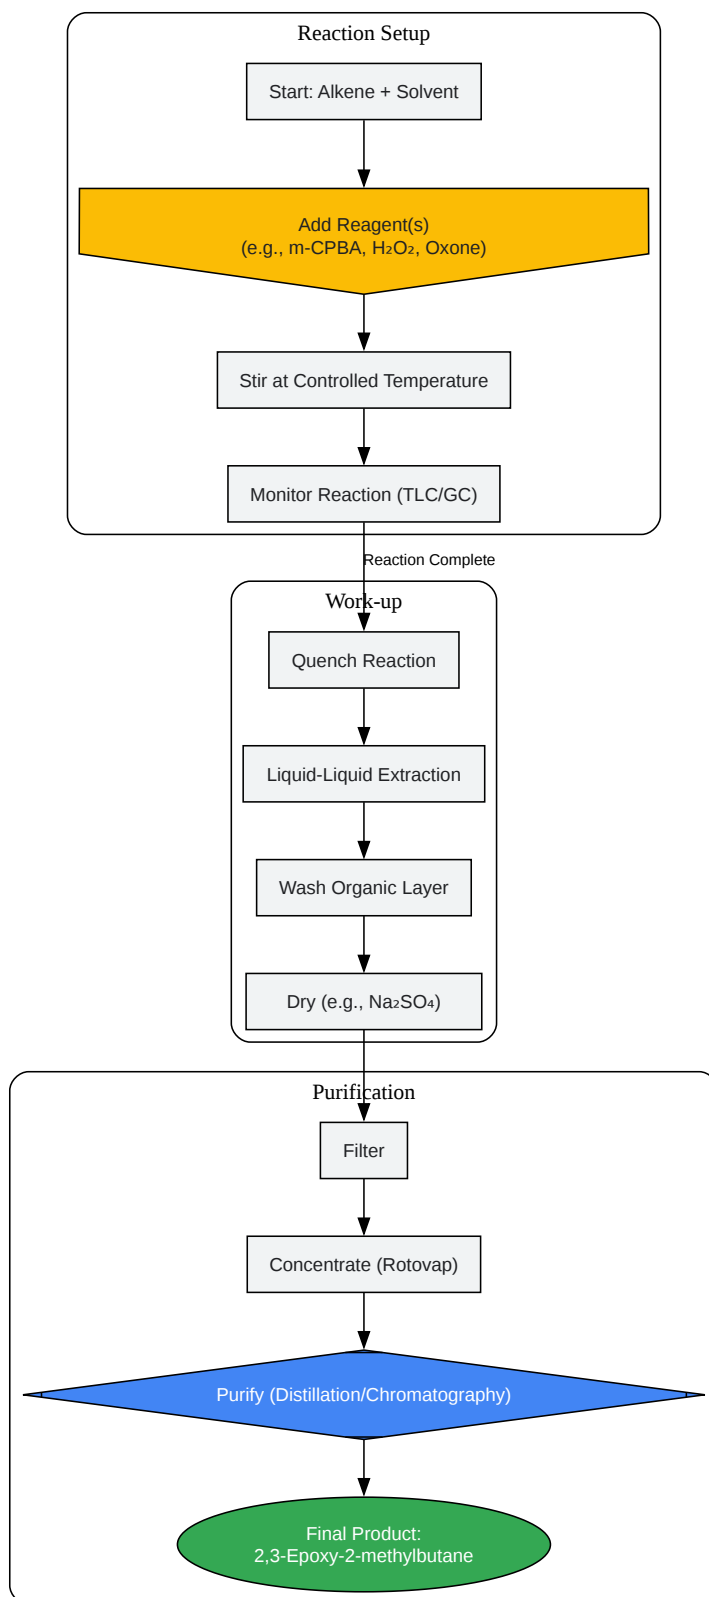 Reaction Setup
Start: Alkene + Solvent
Add Reagent(s)
(e.g., m-CPBA, H₂O₂, Oxone)
Stir at Controlled Temperature
Monitor Reaction (TLC/GC)
Reaction Complete
Work-up
Quench Reaction
Liquid-Liquid Extraction
Wash Organic Layer
Dry (e.g., Na₂SO₄)
Purification
Filter
Concentrate (Rotovap)
Purify (Distillation/Chromatography)
Final Product:
2,3-Epoxy-2-methylbutane